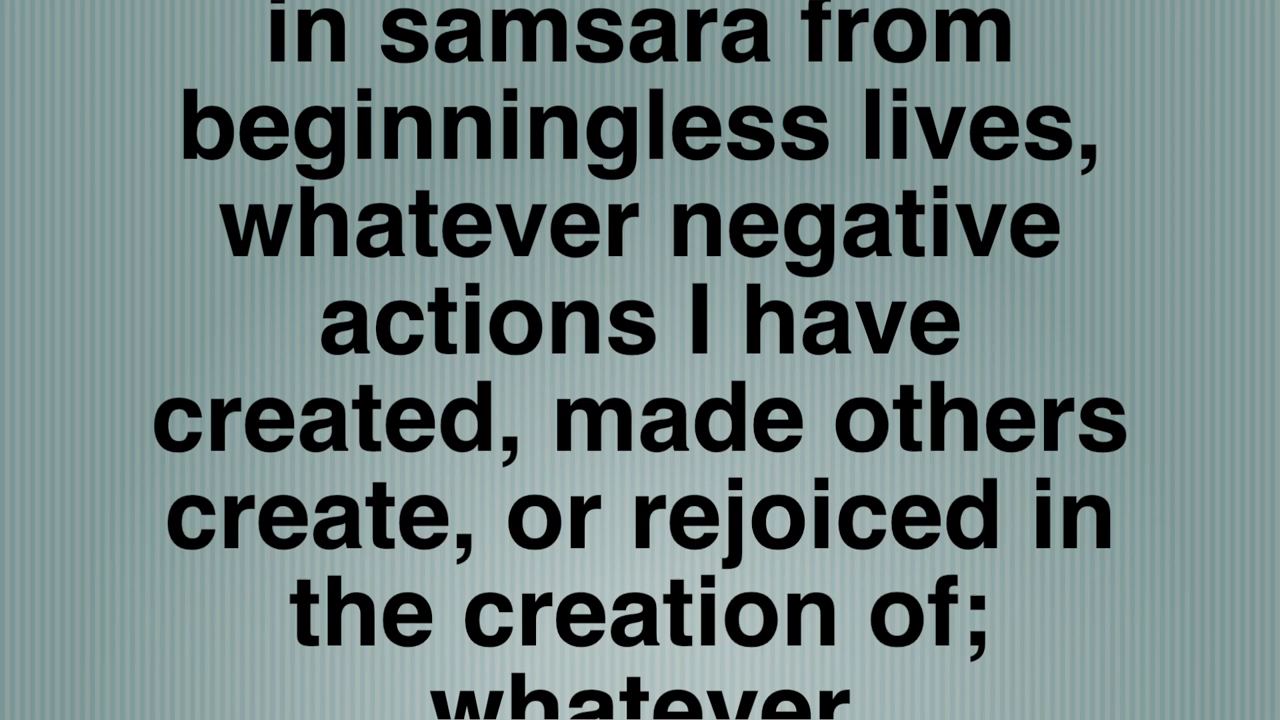 in samsara from
beginningless lives,
whatever negative
actions I have
created, made others
create, or rejoiced in
the creation of;
whatever